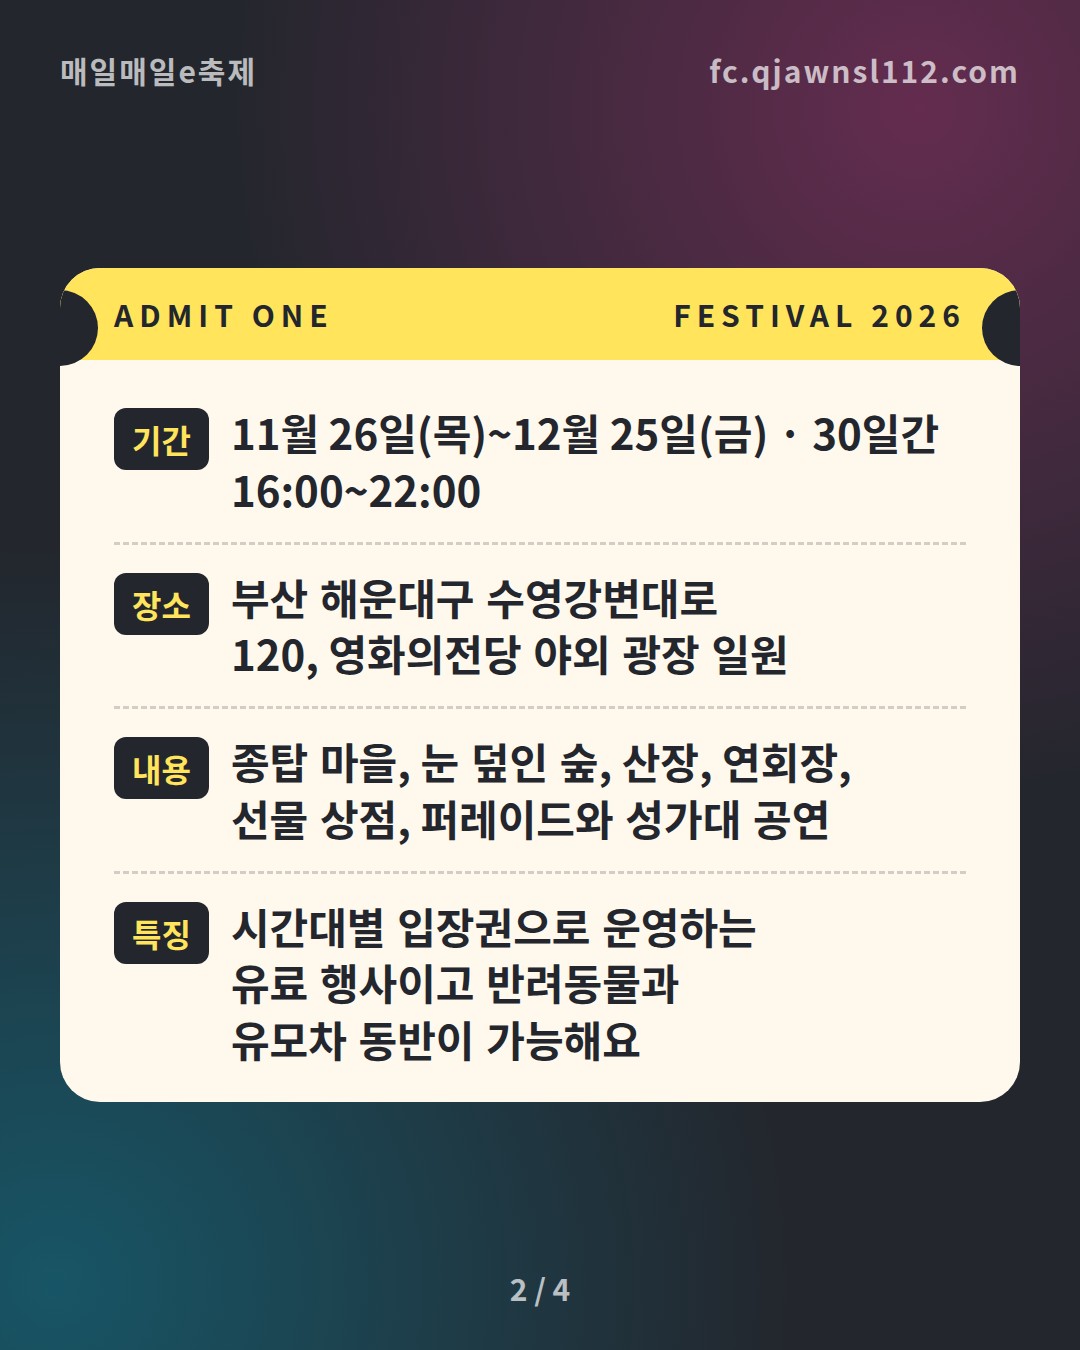 매일매일e축제
fc.qjawnsl112.com
ADMIT ONE
FESTIVAL 2026
기간
11월 26일(목)~12월 25일(금) · 30일간
16:00~22:00
장소
부산 해운대구 수영강변대로
120, 영화의전당 야외 광장 일원
내용
종탑 마을, 눈 덮인 숲, 산장, 연회장,
선물 상점, 퍼레이드와 성가대 공연
특징
시간대별 입장권으로 운영하는
유료 행사이고 반려동물과
유모차 동반이 가능해요
2 / 4